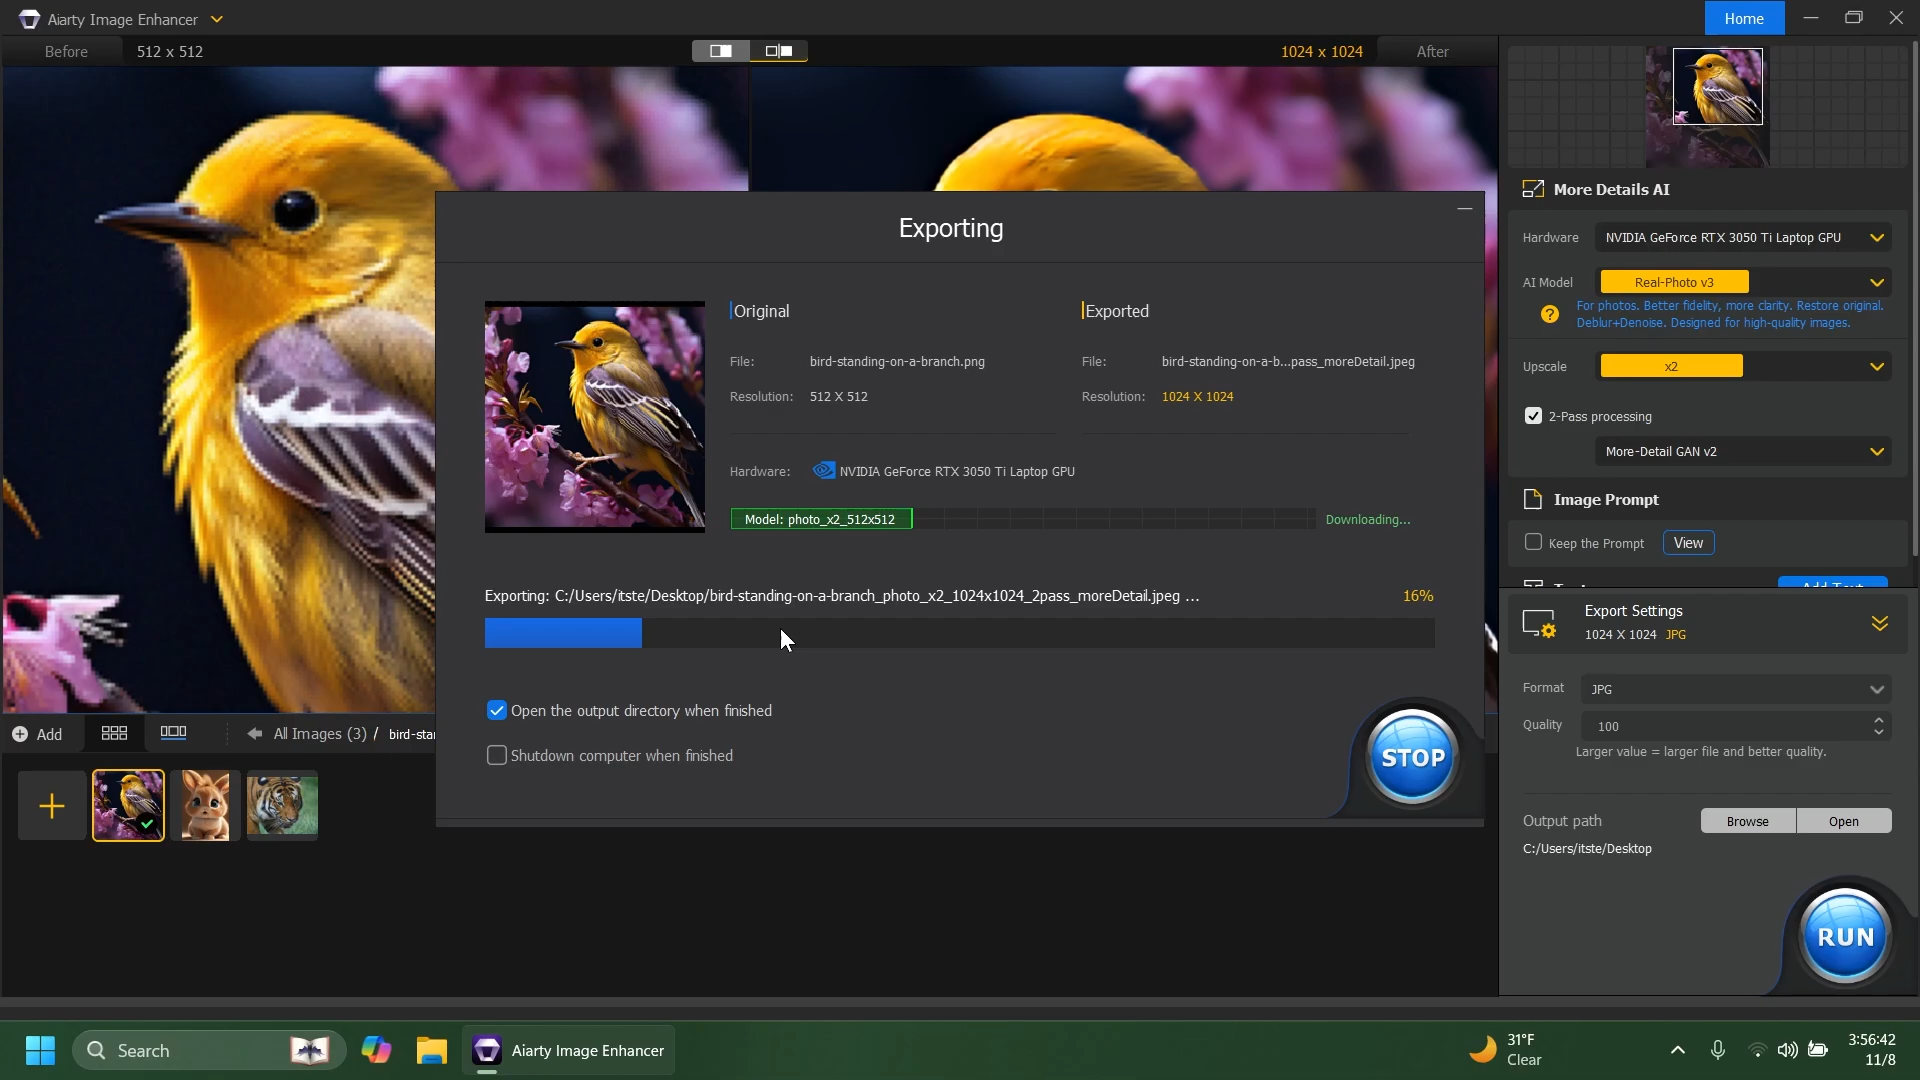 Aiarty Image Enhancer
Home
Before
512 x 512
1024 x 1024
After
Exporting
Original
File: bird-standing-on-a-branch.png
Resolution: 512 X 512
Exported
File: bird-standing-on-a-b...pass_moreDetail.jpeg
Resolution: 1024 X 1024
Hardware: NVIDIA GeForce RTX 3050 Ti Laptop GPU
Model: photo_x2_512x512
Downloading...
Exporting: C:/Users/itste/Desktop/bird-standing-on-a-branch_photo_x2_1024x1024_2pass_moreDetail.jpeg ...
16%
Open the output directory when finished
Shutdown computer when finished
STOP
Add
All Images (3) / bird-star
More Details AI
Hardware
NVIDIA GeForce RTX 3050 Ti Laptop GPU
AI Model
Real-Photo v3
? For photos. Better fidelity, more clarity. Restore original.
Deblur+Denoise. Designed for high-quality images.
Upscale
x2
2-Pass processing
More-Detail GAN v2
Image Prompt
Keep the Prompt
View
Export Settings
1024 X 1024 JPG
Format
JPG
Quality
100
Larger value = larger file and better quality.
Output path
Browse
Open
C:/Users/itste/Desktop
RUN
Search
Aiarty Image Enhancer
31°F
Clear
3:56:42
11/8